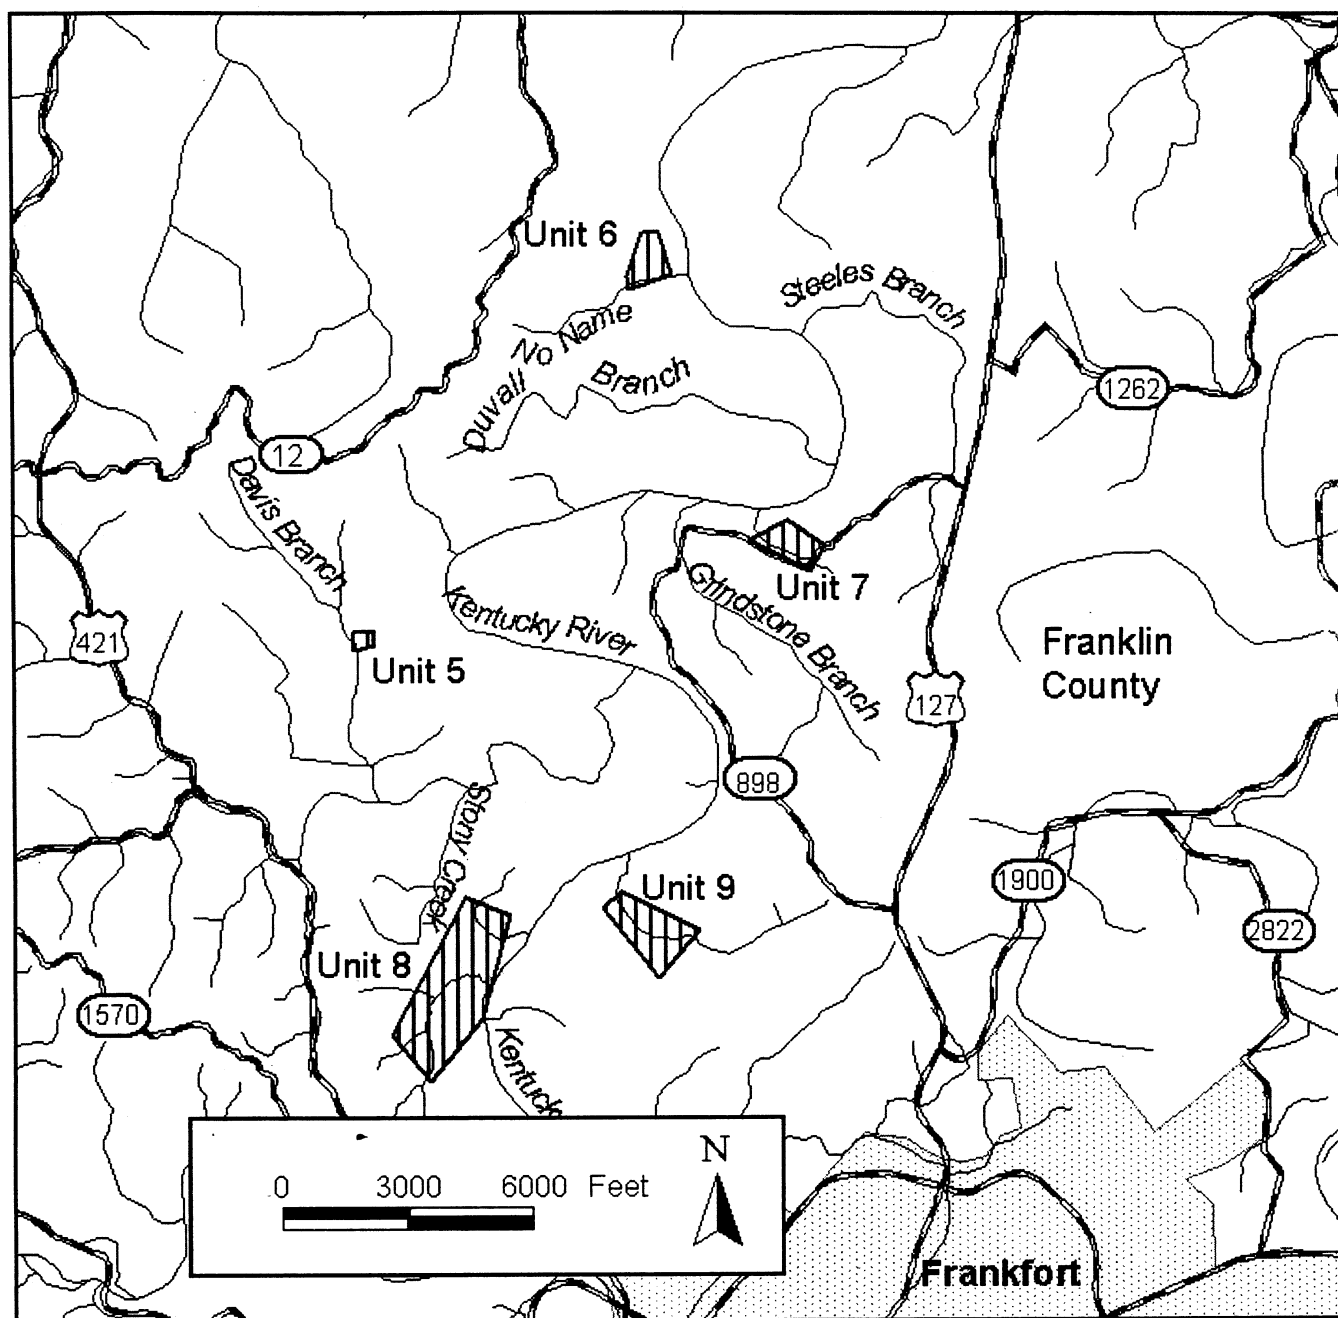 Unit 6
Steeles Branch
No Name
Duvall Branch
1262
12
Davis Branch
Unit 7
Grindstone Branch
Kentucky River
421
Unit 5
Franklin
County
127
898
Stony Creek
Unit 9
1900
2822
Unit 8
1570
Kentuck
N
0 3000 6000 Feet
Frankfort